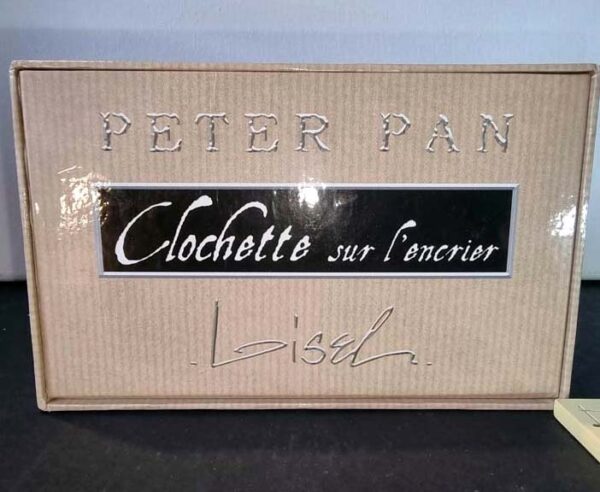 PETER PAN
Clochette sur l'encrier
Loisel